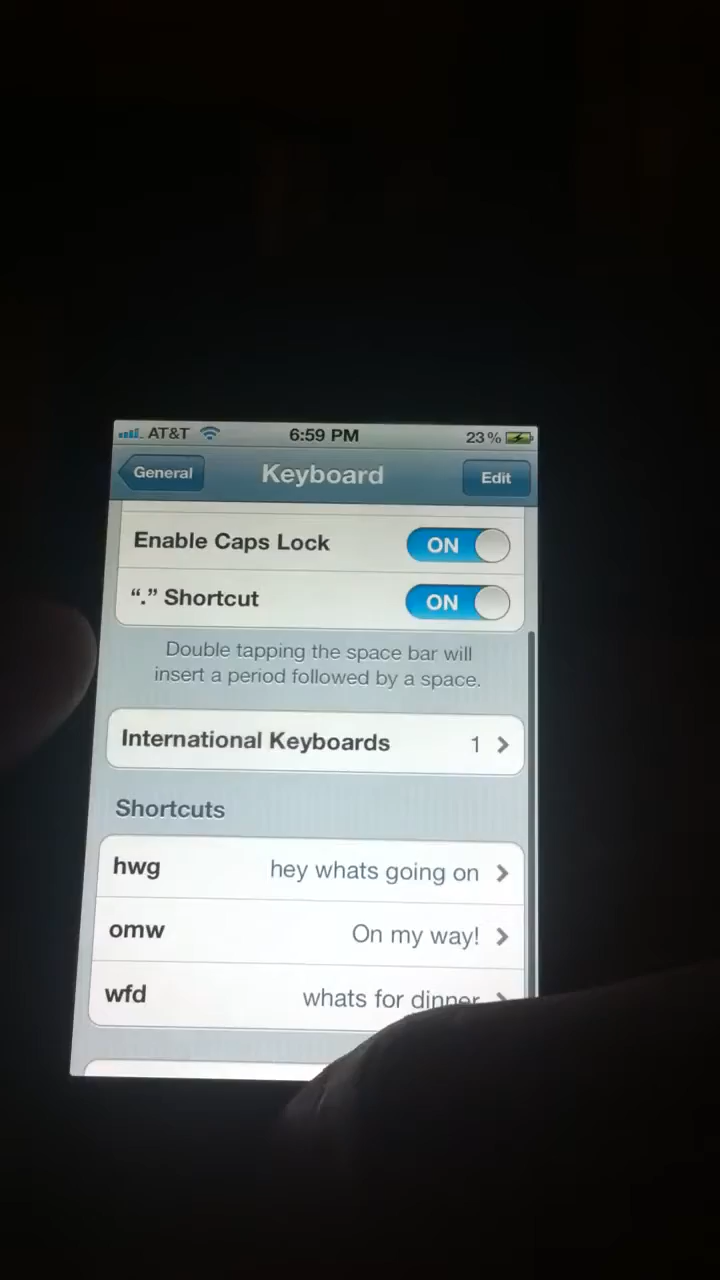 AT&T 6:59 PM 23%
General Keyboard Edit
Enable Caps Lock ON
“.” Shortcut ON
Double tapping the space bar will
insert a period followed by a space.
International Keyboards 1
Shortcuts
hwg hey whats going on
omw On my way!
wfd whats for dinner